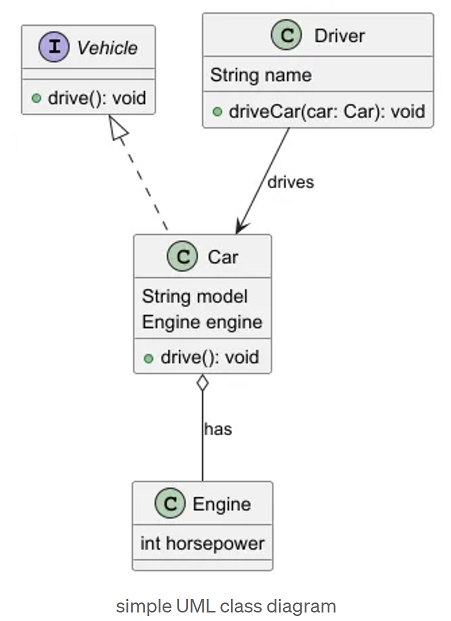 I Vehicle
drive(): void
C Driver
String name
driveCar(car: Car): void
drives
C Car
String model
Engine engine
drive(): void
has
C Engine
int horsepower
simple UML class diagram